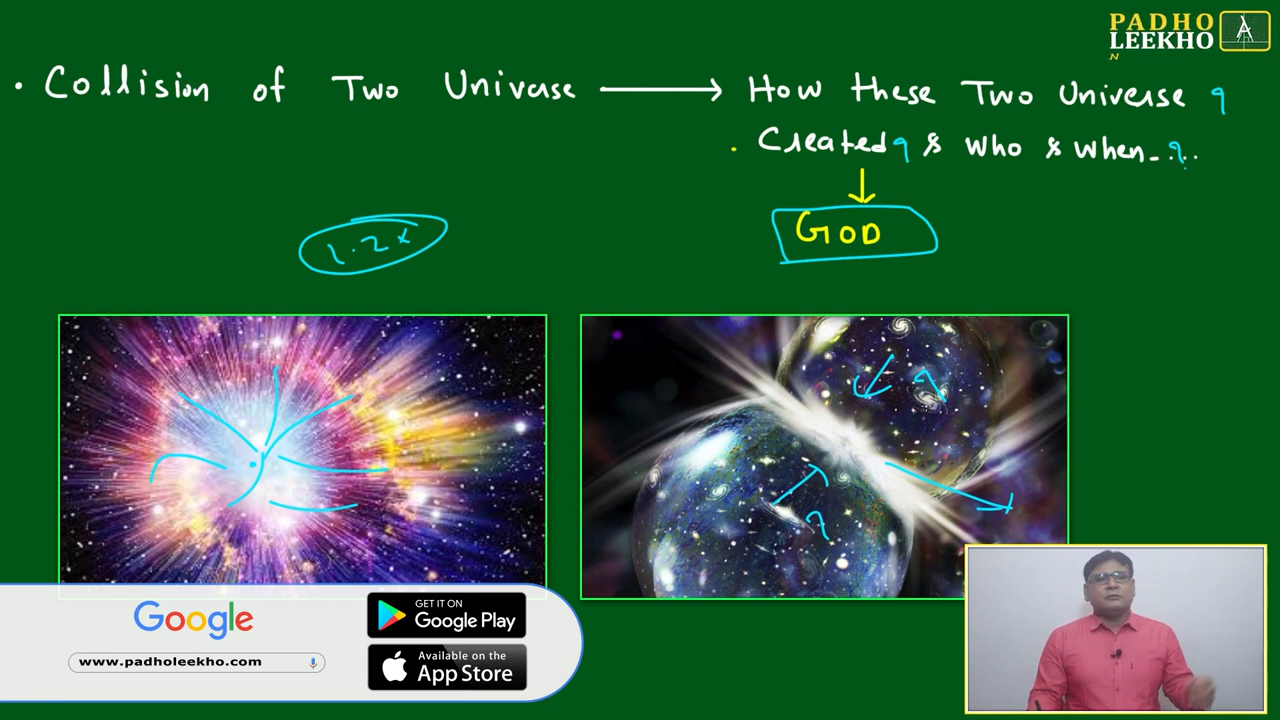 PADHO
LEEKHO
N
• Collision of Two Universe ⟶ How these Two Universe ?
. Created ? & Who & When - ... ?
↓
GOD
1.2x
?
?
Google
GET IT ON
Google Play
www.padholeekho.com
Available on the
App Store